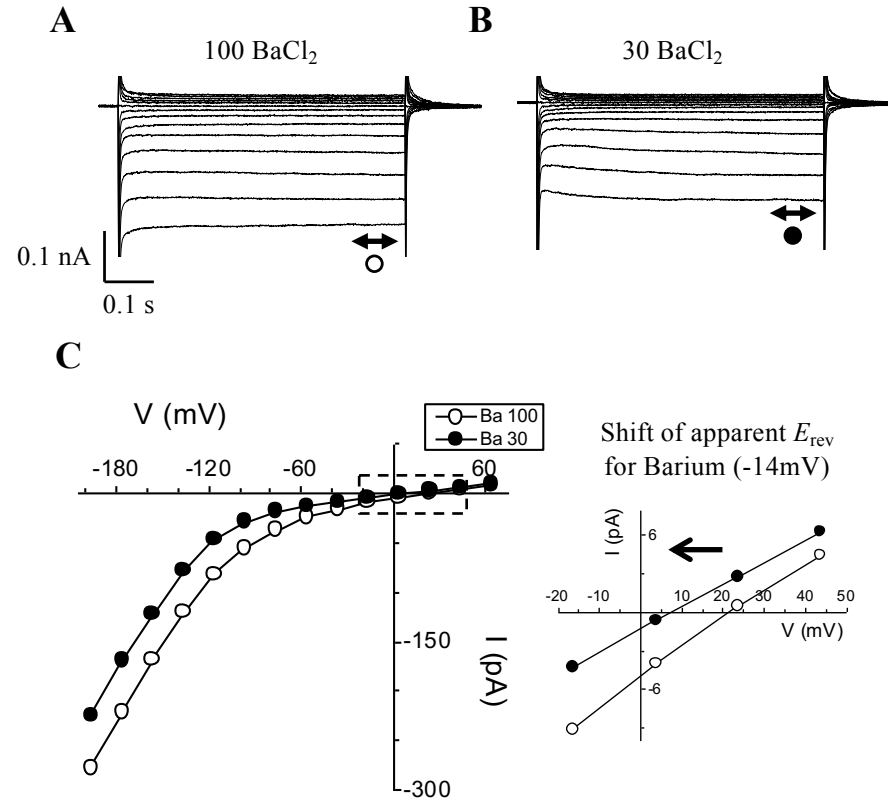 A
100 BaCl₂
B
30 BaCl₂
0.1 nA
0.1 s
C
V (mV)
Ba 100
Ba 30
-180 -120 -60 60
-150
-300
I (pA)
Shift of apparent Erev
for Barium (-14mV)
I (pA)
6
-20 -10 0 10 20 30 40 50
V (mV)
-6